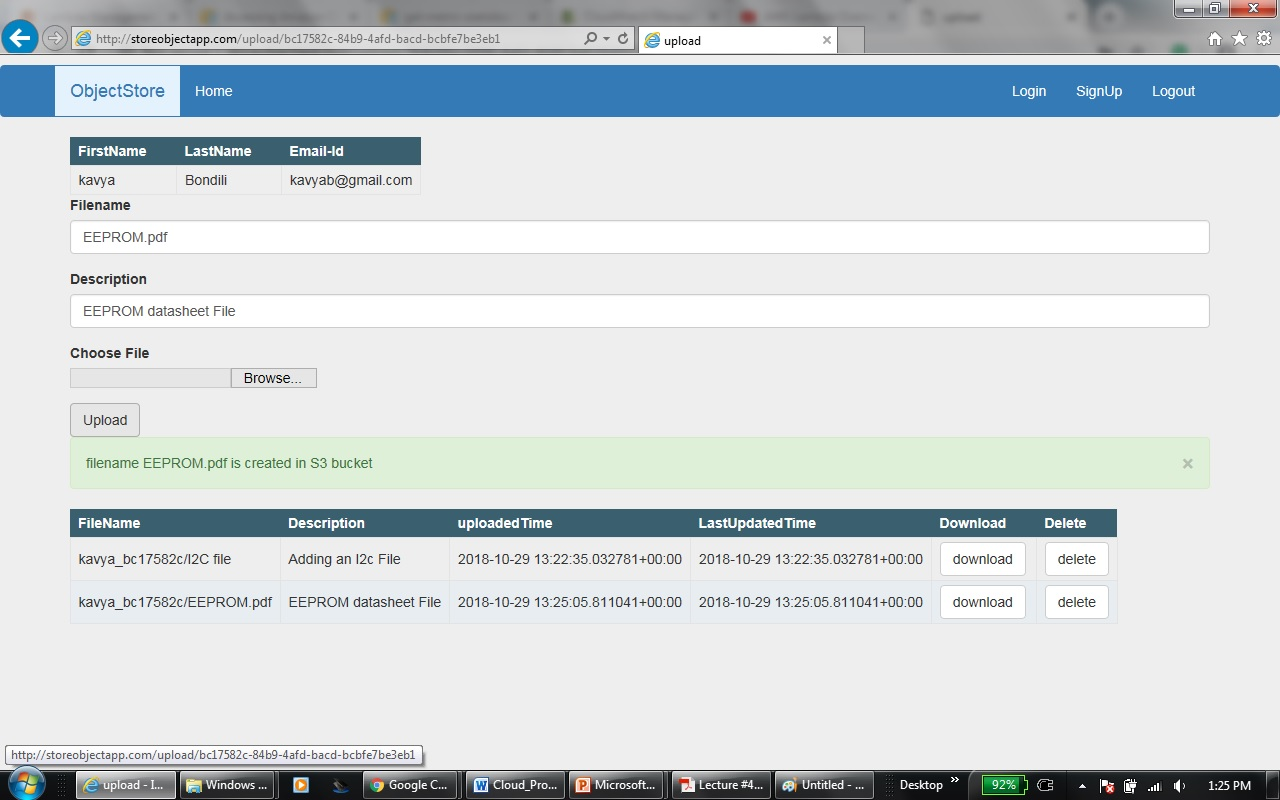 http://storeobjectapp.com/upload/bc17582c-84b9-4afd-bacd-bcbfe7be3eb1 upload
ObjectStore Home Login SignUp Logout
FirstName LastName Email-Id
kavya Bondili kavyab@gmail.com
Filename
EEPROM.pdf
Description
EEPROM datasheet File
Choose File
Browse...
Upload
filename EEPROM.pdf is created in S3 bucket ×
FileName Description uploadedTime LastUpdatedTime Download Delete
kavya_bc17582c/I2C file Adding an I2c File 2018-10-29 13:22:35.032781+00:00 2018-10-29 13:22:35.032781+00:00 download delete
kavya_bc17582c/EEPROM.pdf EEPROM datasheet File 2018-10-29 13:25:05.811041+00:00 2018-10-29 13:25:05.811041+00:00 download delete
http://storeobjectapp.com/upload/bc17582c-84b9-4afd-bacd-bcbfe7be3eb1
upload - I... Windows ... Google C... Cloud_Pro... Microsoft... Lecture #4... Untitled - ... Desktop » 92% 1:25 PM